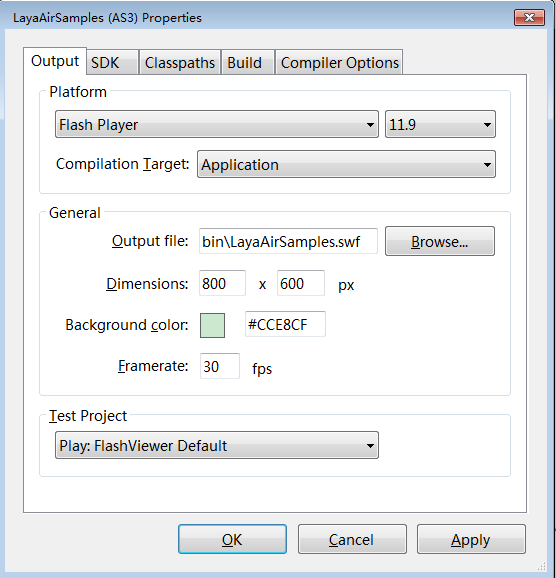 LayaAirSamples (AS3) Properties
Output SDK Classpaths Build Compiler Options
Platform
Flash Player 11.9
Compilation Target: Application
General
Output file: bin\LayaAirSamples.swf Browse...
Dimensions: 800 x 600 px
Background color: #CCE8CF
Framerate: 30 fps
Test Project
Play: FlashViewer Default
OK Cancel Apply